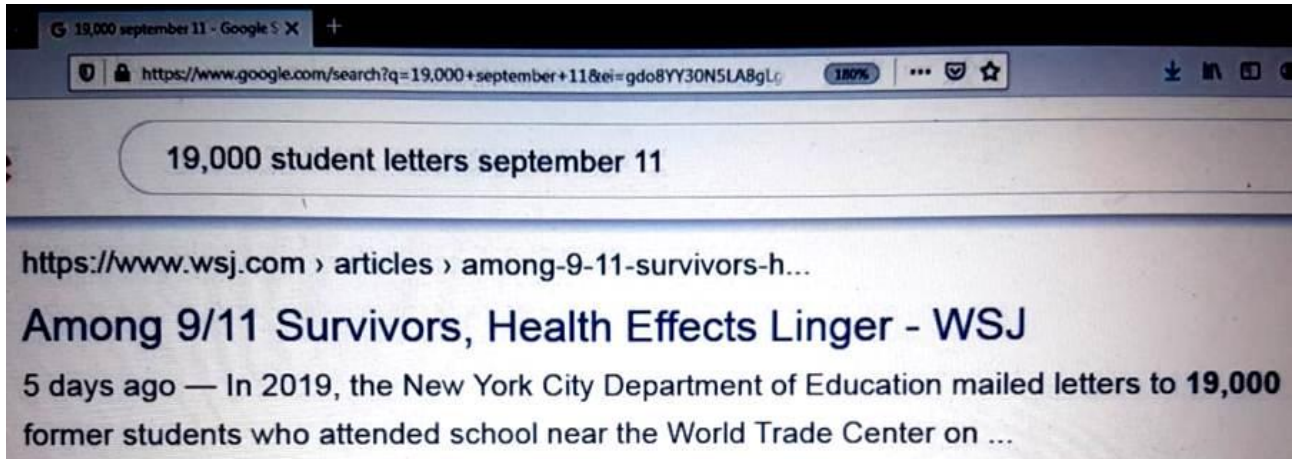 G 19,000 september 11 - Google S X +
https://www.google.com/search?q=19,000+september+11&ei=gdo8YY30N5LA8gLc 180% ...
19,000 student letters september 11
https://www.wsj.com › articles › among-9-11-survivors-h...
Among 9/11 Survivors, Health Effects Linger - WSJ
5 days ago — In 2019, the New York City Department of Education mailed letters to 19,000
former students who attended school near the World Trade Center on ...